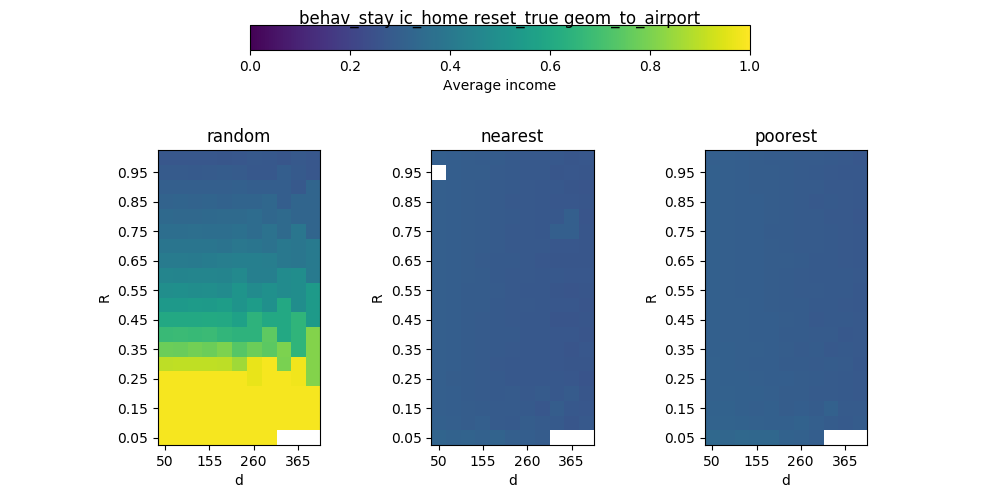 behav_stay ic_home reset_true geom_to_airport
0.0 0.2 0.4 0.6 0.8 1.0
Average income
random
0.95
0.85
0.75
0.65
0.55
0.45
0.35
0.25
0.15
0.05
R
50 155 260 365
d
nearest
0.95
0.85
0.75
0.65
0.55
0.45
0.35
0.25
0.15
0.05
R
50 155 260 365
d
poorest
0.95
0.85
0.75
0.65
0.55
0.45
0.35
0.25
0.15
0.05
R
50 155 260 365
d